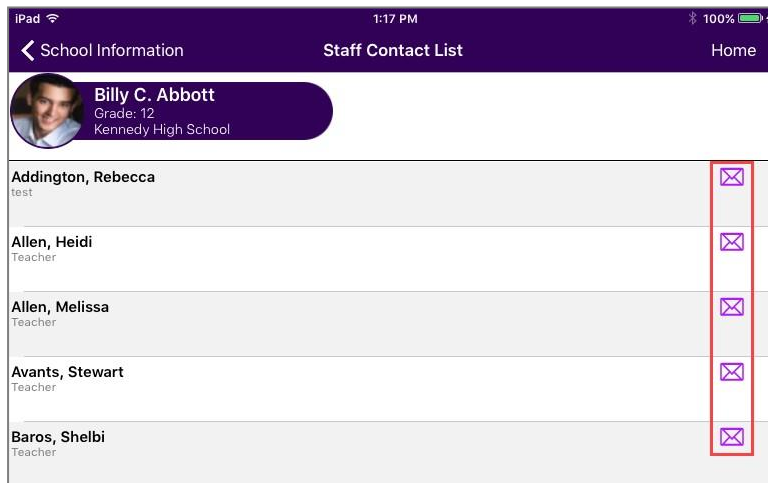 iPad 1:17 PM 100%
School Information Staff Contact List Home
Billy C. Abbott
Grade: 12
Kennedy High School
Addington, Rebecca
test
Allen, Heidi
Teacher
Allen, Melissa
Teacher
Avants, Stewart
Teacher
Baros, Shelbi
Teacher